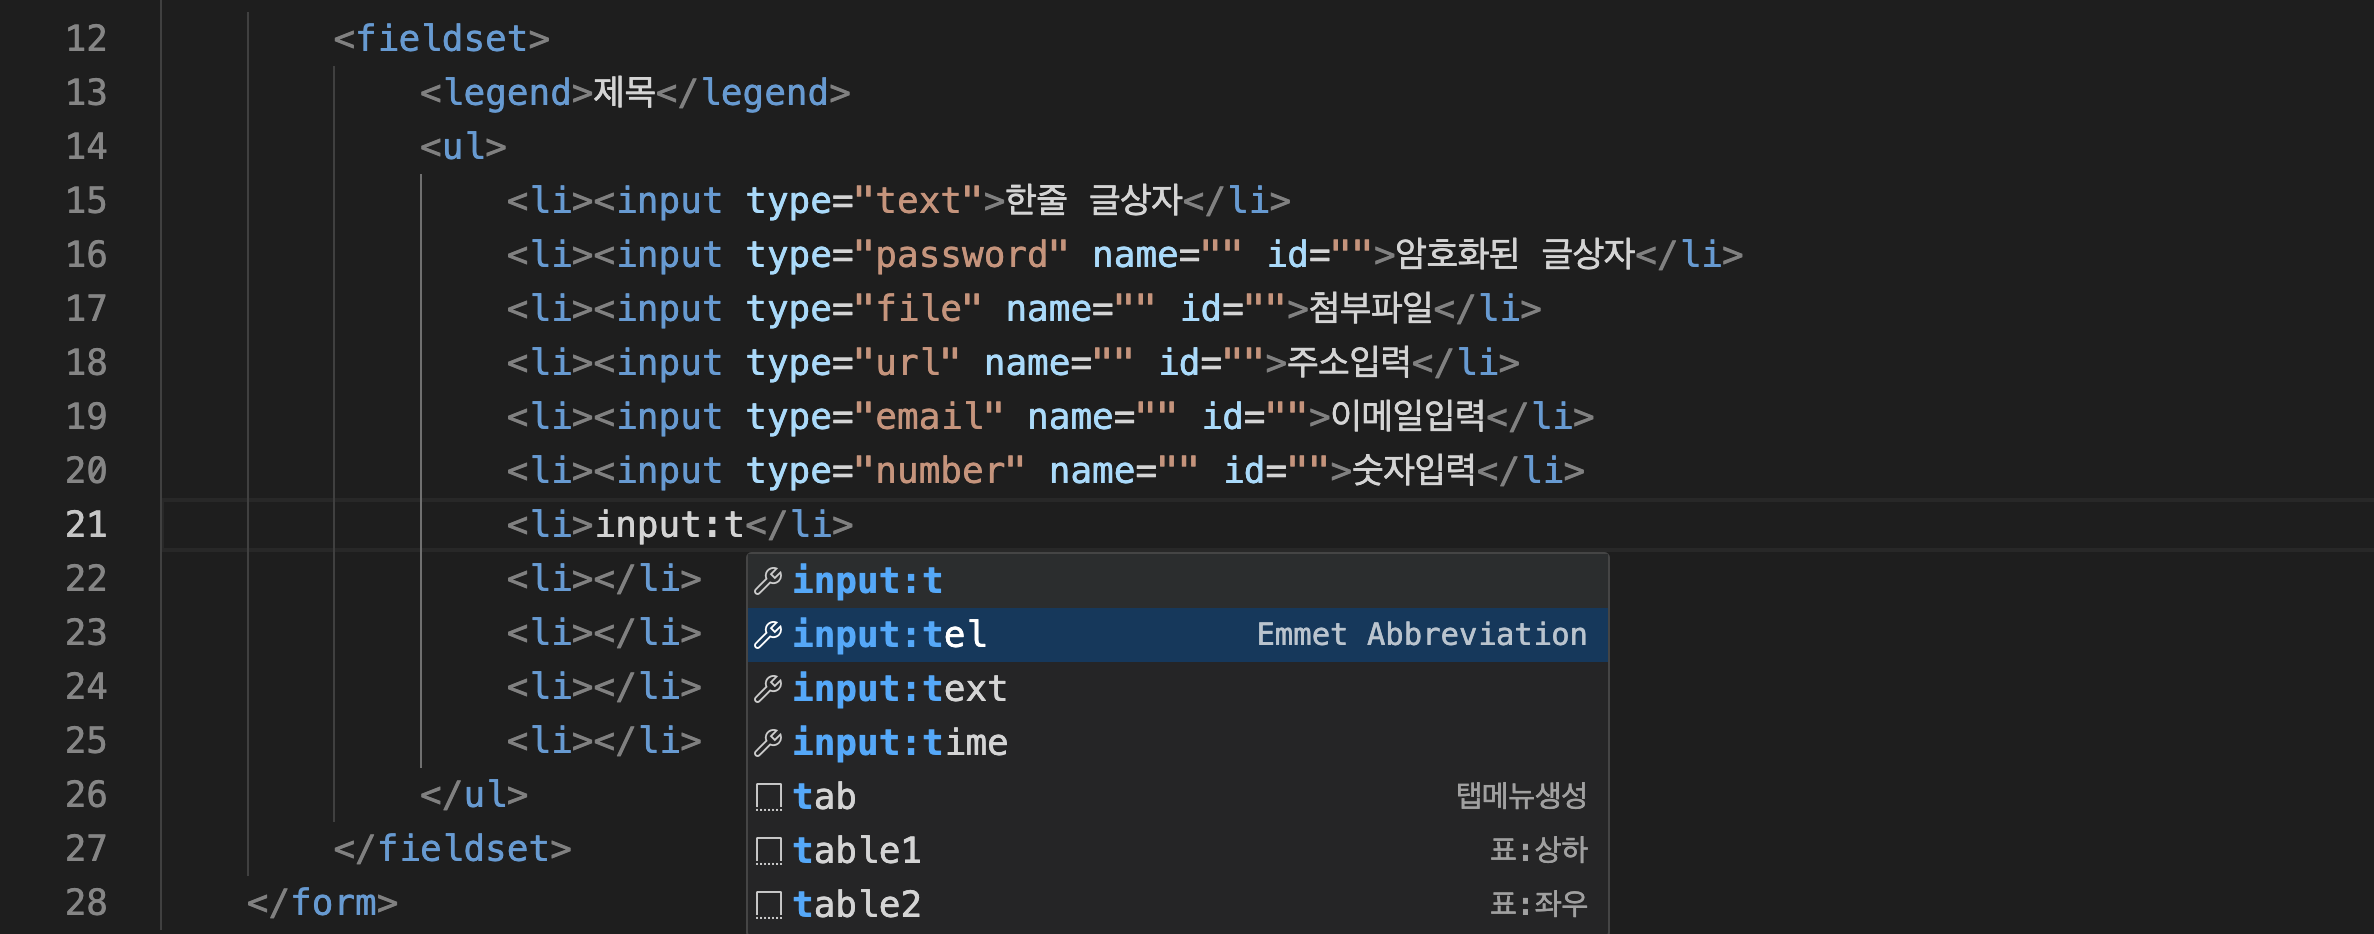 12 <fieldset>
13 <legend>제목</legend>
14 <ul>
15 <li><input type="text">한줄 글상자</li>
16 <li><input type="password" name="" id="">암호화된 글상자</li>
17 <li><input type="file" name="" id="">첨부파일</li>
18 <li><input type="url" name="" id="">주소입력</li>
19 <li><input type="email" name="" id="">이메일입력</li>
20 <li><input type="number" name="" id="">숫자입력</li>
21 <li>input:t</li>
22 <li></li> input:t
23 <li></li> input:tel Emmet Abbreviation
24 <li></li> input:text
25 <li></li> input:time
26 </ul> tab 탭메뉴생성
27 </fieldset> table1 표:상하
28 </form> table2 표:좌우